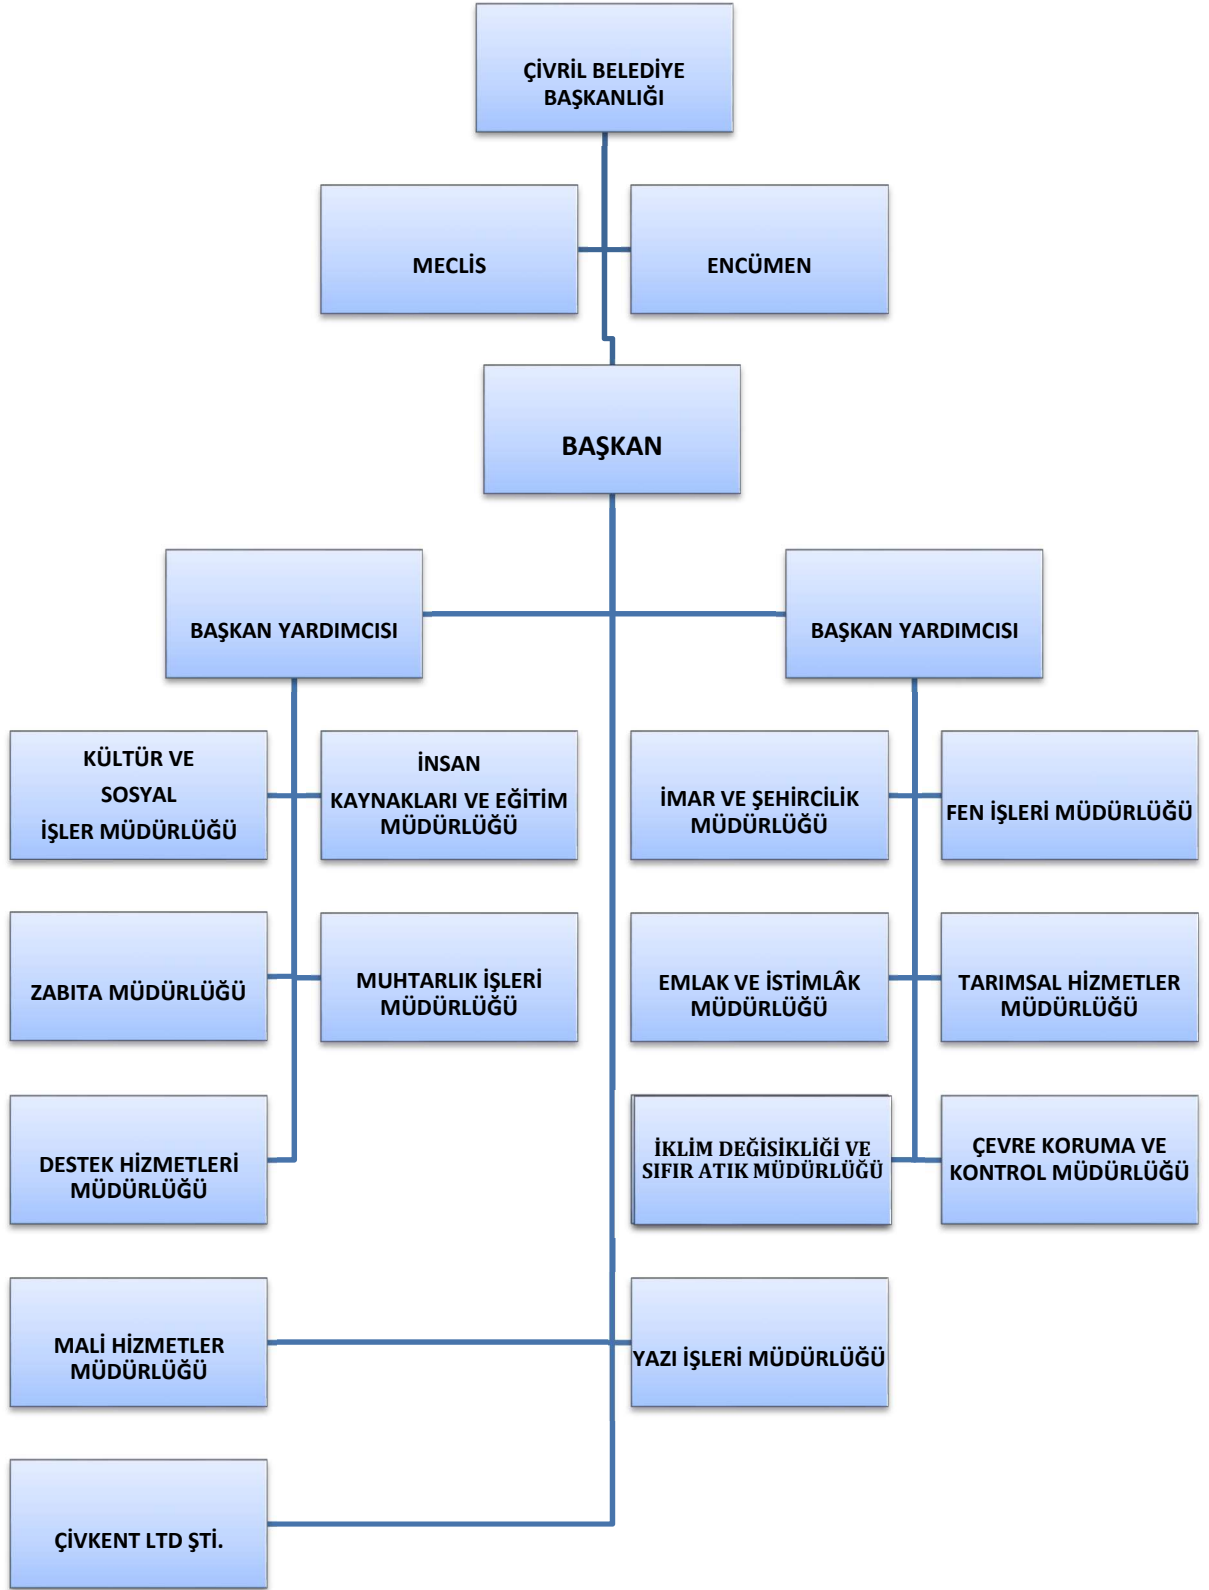 ÇİVRİL BELEDİYE
BAŞKANLIĞI
MECLİS
ENCÜMEN
BAŞKAN
BAŞKAN YARDIMCISI
BAŞKAN YARDIMCISI
KÜLTÜR VE
SOSYAL
İŞLER MÜDÜRLÜĞÜ
İNSAN
KAYNAKLARI VE EĞİTİM
MÜDÜRLÜĞÜ
İMAR VE ŞEHİRCİLİK
MÜDÜRLÜĞÜ
FEN İŞLERİ MÜDÜRLÜĞÜ
ZABITA MÜDÜRLÜĞÜ
MUHTARLIK İŞLERİ
MÜDÜRLÜĞÜ
EMLAK VE İSTİMLÂK
MÜDÜRLÜĞÜ
TARIMSAL HİZMETLER
MÜDÜRLÜĞÜ
DESTEK HİZMETLERİ
MÜDÜRLÜĞÜ
İKLİM DEĞİSİKLİĞİ VE
SIFIR ATIK MÜDÜRLÜĞÜ
ÇEVRE KORUMA VE
KONTROL MÜDÜRLÜĞÜ
MALİ HİZMETLER
MÜDÜRLÜĞÜ
YAZI İŞLERİ MÜDÜRLÜĞÜ
ÇİVKENT LTD ŞTİ.